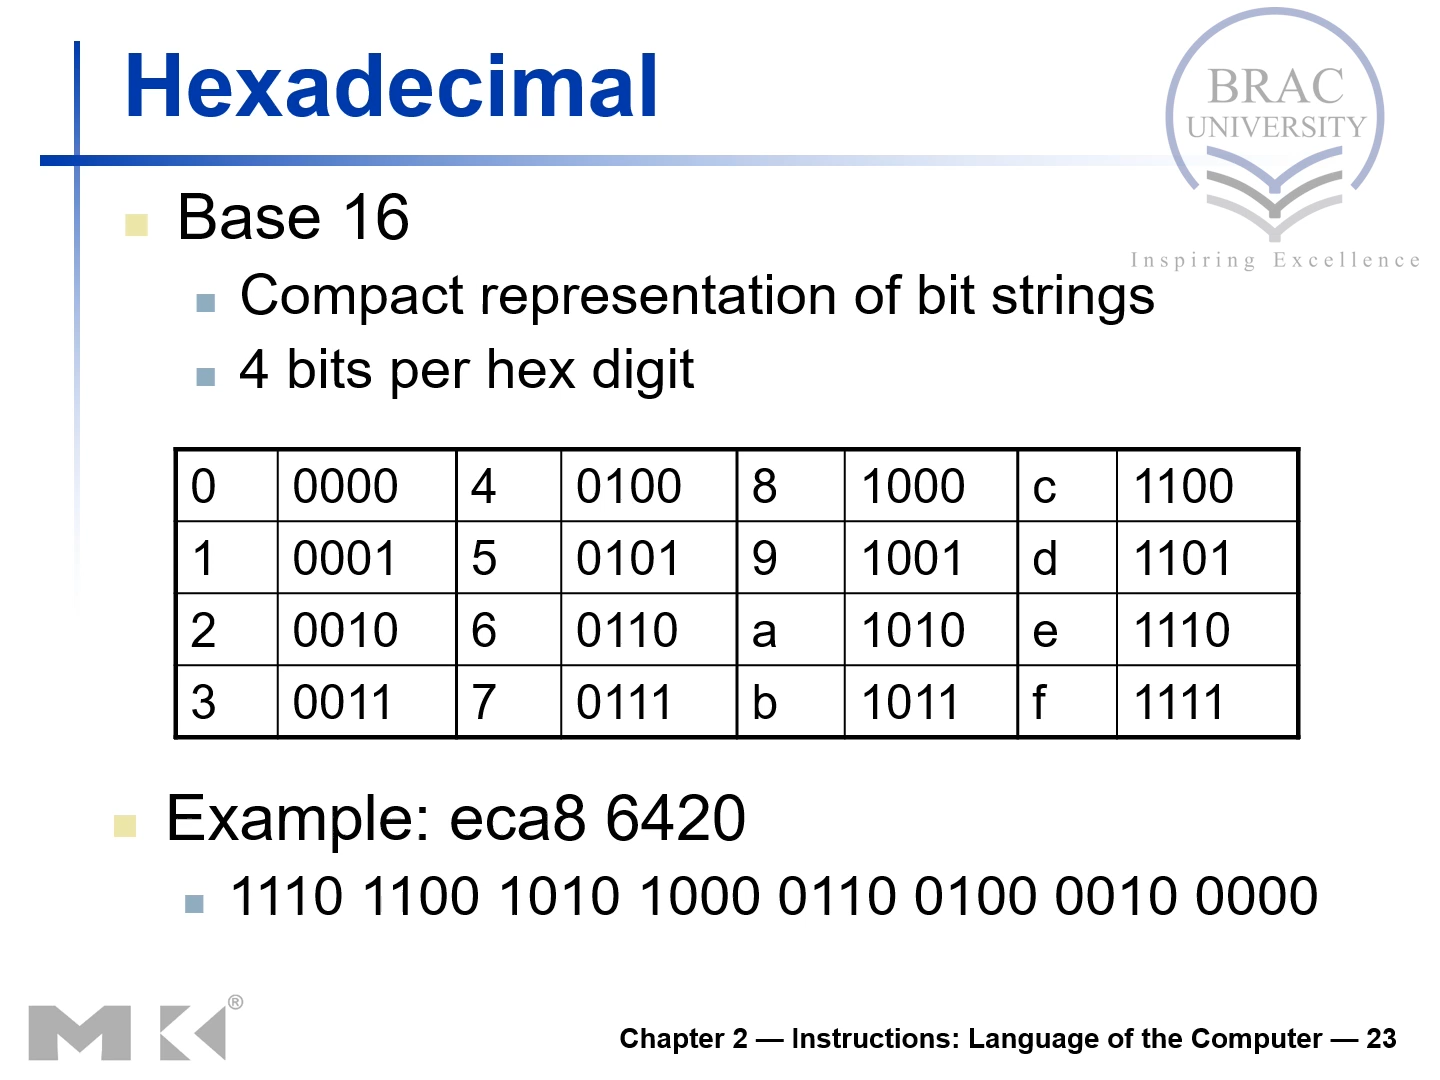 Hexadecimal
BRAC
UNIVERSITY
Inspiring Excellence
Base 16
Compact representation of bit strings
4 bits per hex digit
0 0000 4 0100 8 1000 c 1100
1 0001 5 0101 9 1001 d 1101
2 0010 6 0110 a 1010 e 1110
3 0011 7 0111 b 1011 f 1111
Example: eca8 6420
1110 1100 1010 1000 0110 0100 0010 0000
MK®
Chapter 2 — Instructions: Language of the Computer — 23